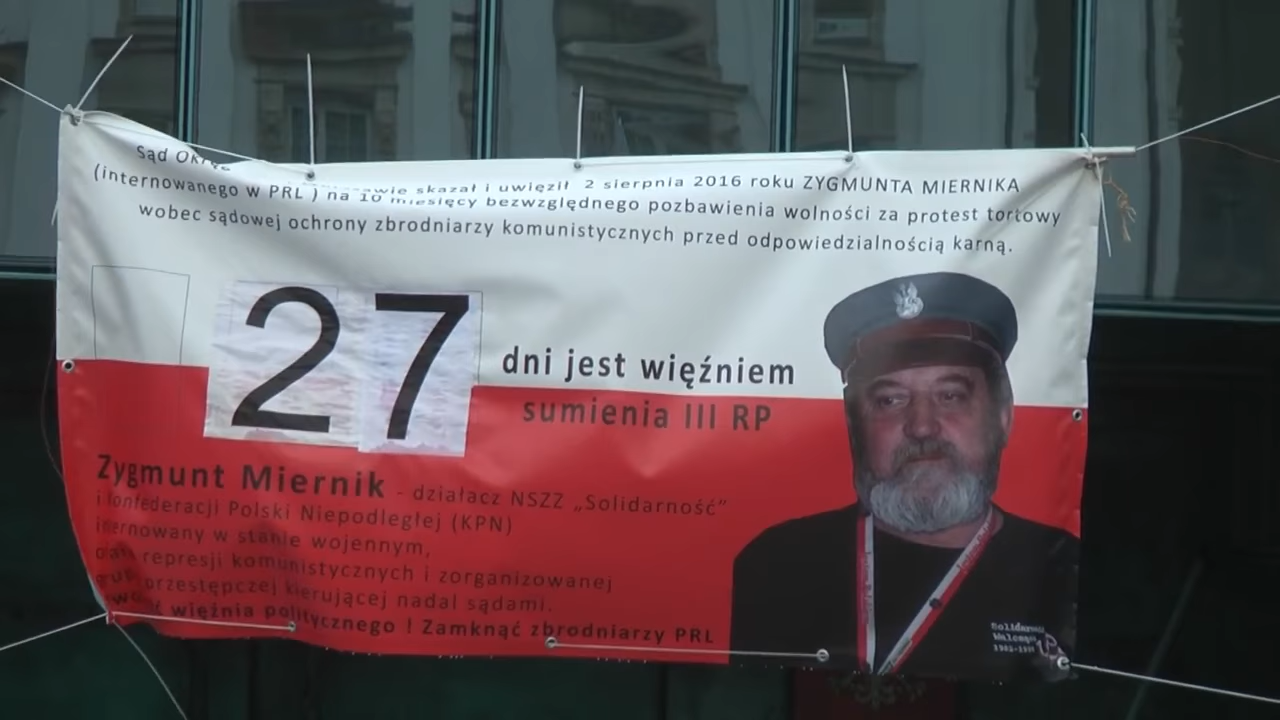 Sąd
skazał i uwięził 2 sierpnia 2016 roku ZYGMUNTA MIERNIKA
(internowanego w PRL ) na 10 miesięcy bezwzględnego pozbawienia wolności za protest tortowy
wobec sądowej ochrony zbrodniarzy komunistycznych przed odpowiedzialnością karną.
27
dni jest więźniem
sumienia III RP
Zygmunt Miernik - działacz NSZZ „Solidarność”
i Konfederacji Polski Niepodległej (KPN)
internowany w stanie wojennym,
represji komunistycznych i zorganizowanej
przestępczej kierującej nadal sądami.
więźnia politycznego ! Zamknąć zbrodniarzy PRL
Solidarność
Walcząca